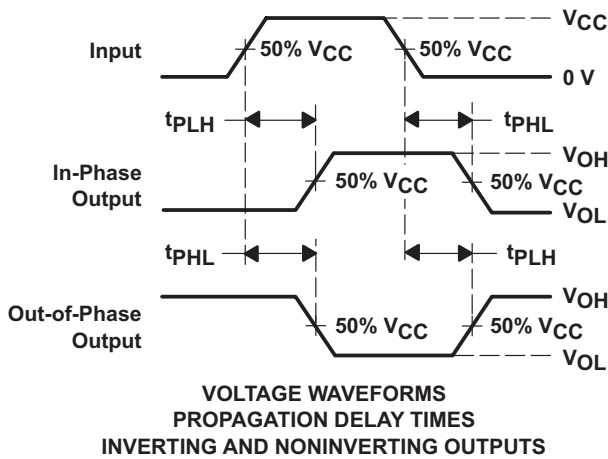 VCC
Input
50% VCC
50% VCC
0 V
tPLH
tPHL
VOH
In-Phase
Output
50% VCC
50% VCC
VOL
tPHL
tPLH
VOH
Out-of-Phase
Output
50% VCC
50% VCC
VOL
VOLTAGE WAVEFORMS
PROPAGATION DELAY TIMES
INVERTING AND NONINVERTING OUTPUTS